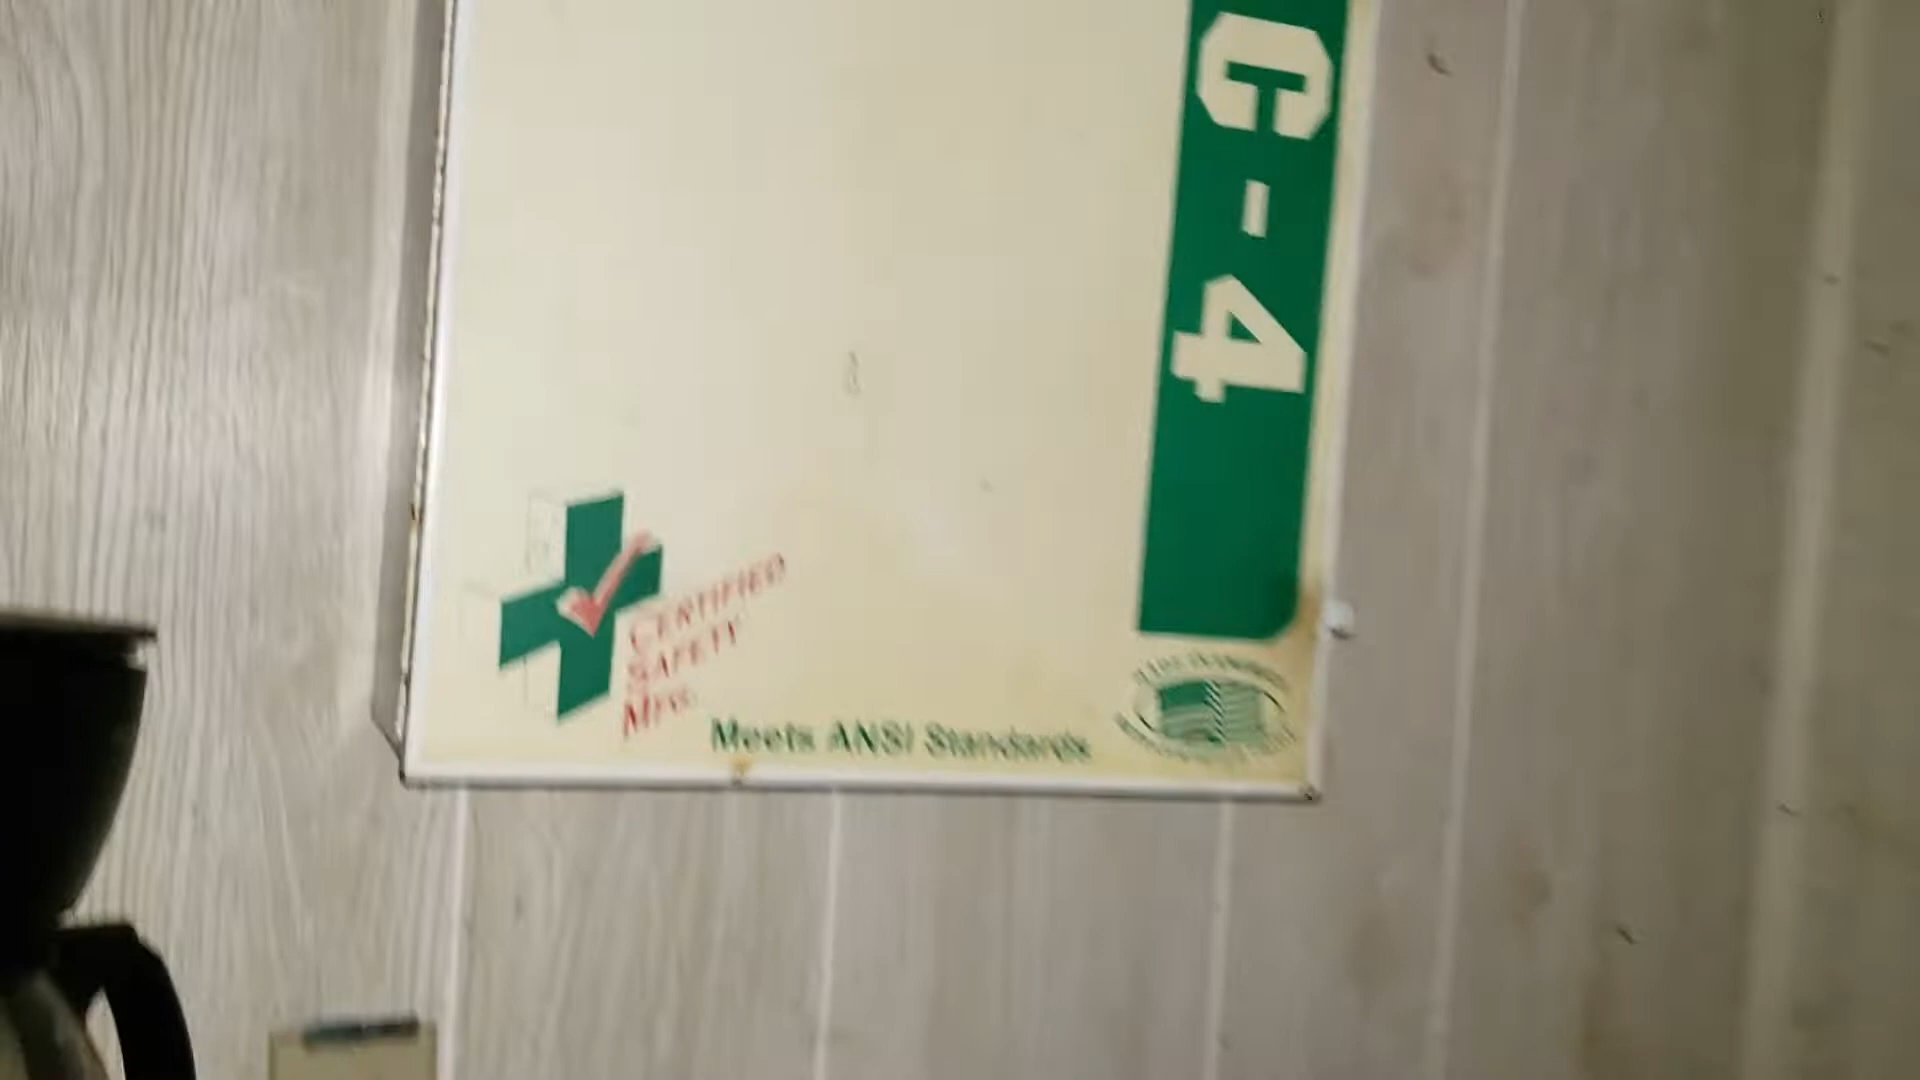 C-4
CERTIFIED
SAFETY
MFG.
Meets ANSI Standards